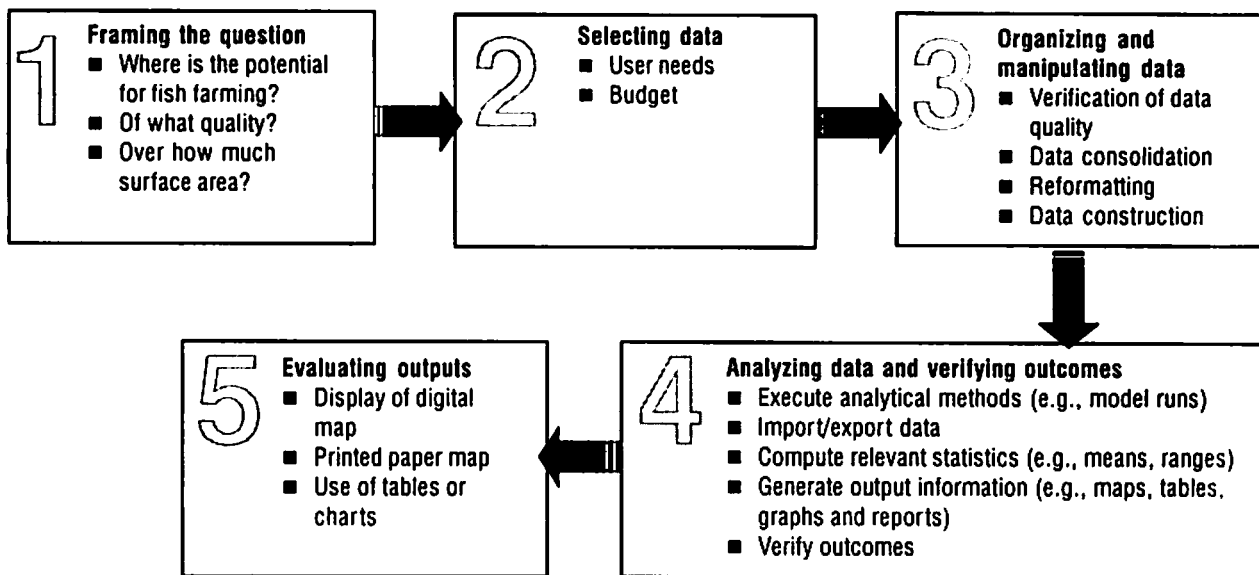 1
Framing the question
■ Where is the potential
for fish farming?
■ Of what quality?
■ Over how much
surface area?
2
Selecting data
■ User needs
■ Budget
3
Organizing and
manipulating data
■ Verification of data
quality
■ Data consolidation
■ Reformatting
■ Data construction
4
Analyzing data and verifying outcomes
■ Execute analytical methods (e.g., model runs)
■ Import/export data
■ Compute relevant statistics (e.g., means, ranges)
■ Generate output information (e.g., maps, tables,
graphs and reports)
■ Verify outcomes
5
Evaluating outputs
■ Display of digital
map
■ Printed paper map
■ Use of tables or
charts